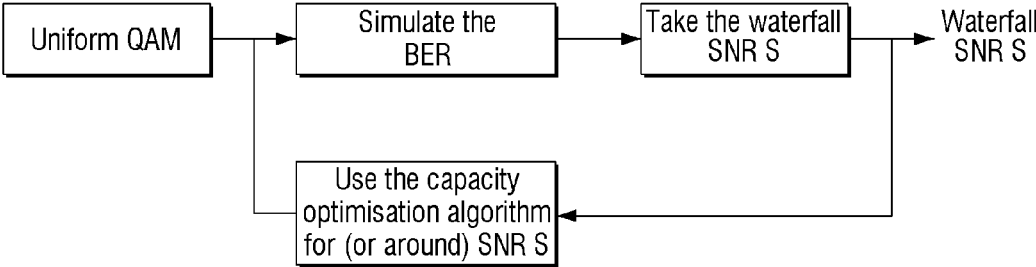 Uniform QAM
Simulate the
BER
Take the waterfall
SNR S
Waterfall
SNR S
Use the capacity
optimisation algorithm
for (or around) SNR S